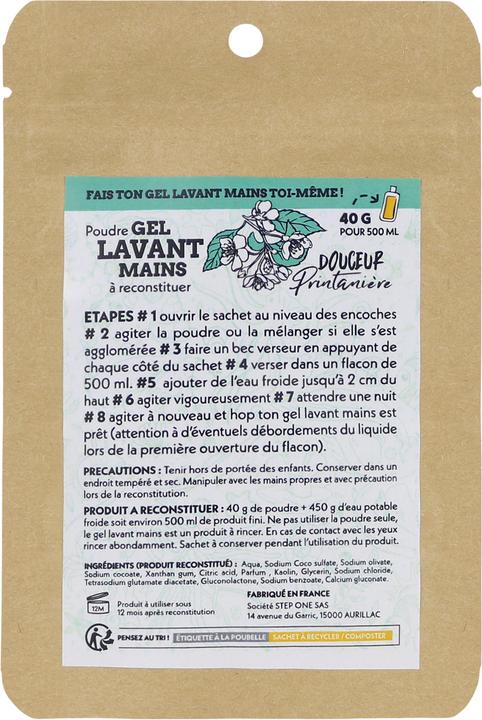 FAIS TON GEL LAVANT MAINS TOI-MÊME !
40 G
POUR 500 ML
Poudre GEL
LAVANT
MAINS
à reconstituer
DOUCEUR
Printanière
ETAPES # 1 ouvrir le sachet au niveau des encoches
# 2 agiter la poudre ou la mélanger si elle s'est
agglomérée # 3 faire un bec verseur en appuyant de
chaque côté du sachet # 4 verser dans un flacon de
500 ml. #5 ajouter de l'eau froide jusqu'à 2 cm du
haut # 6 agiter vigoureusement # 7 attendre une nuit
# 8 agiter à nouveau et hop ton gel lavant mains est
prêt (attention à d'éventuels débordements du liquide
lors de la première ouverture du flacon).
PRECAUTIONS : Tenir hors de portée des enfants. Conserver dans un
endroit tempéré et sec. Manipuler avec les mains propres et avec précaution
lors de la reconstitution.
PRODUIT A RECONSTITUER : 40 g de poudre + 450 g d'eau potable
froide soit environ 500 ml de produit fini. Ne pas utiliser la poudre seule,
le gel lavant mains est un produit à rincer. En cas de contact avec les yeux
rincer abondamment. Sachet à conserver pendant l'utilisation du produit.
INGRÉDIENTS (PRODUIT RECONSTITUÉ) : Aqua, Sodium Coco sulfate, Sodium olivate,
Sodium cocoate, Xanthan gum, Citric acid, Parfum , Kaolin, Glycerin, Sodium chloride,
Tetrasodium glutamate diacetate, Gluconolactone, Sodium benzoate, Calcium gluconate.
12M
Produit à utiliser sous
12 mois après reconstitution
FABRIQUÉ EN FRANCE
Société STEP ONE SAS
14 avenue du Garric, 15000 AURILLAC
PENSEZ AU TRI ! ÉTIQUETTE À LA POUBELLE SACHET À RECYCLER / COMPOSTER